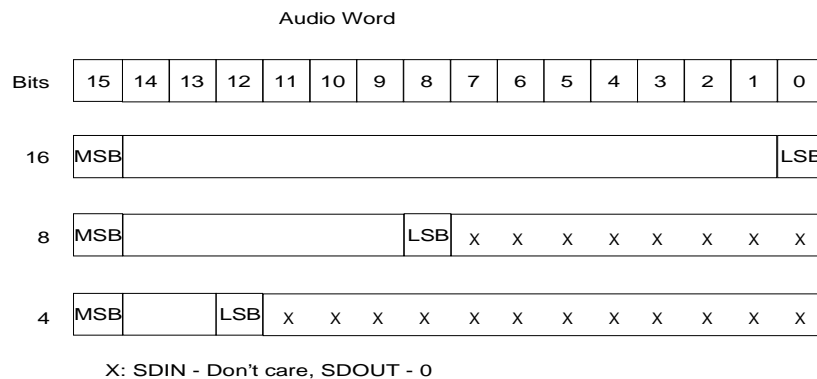 Audio Word
Bits 15 14 13 12 11 10 9 8 7 6 5 4 3 2 1 0
16 MSB LSB
8 MSB LSB X X X X X X X X
4 MSB LSB X X X X X X X X X X X X
X: SDIN - Don't care, SDOUT - 0